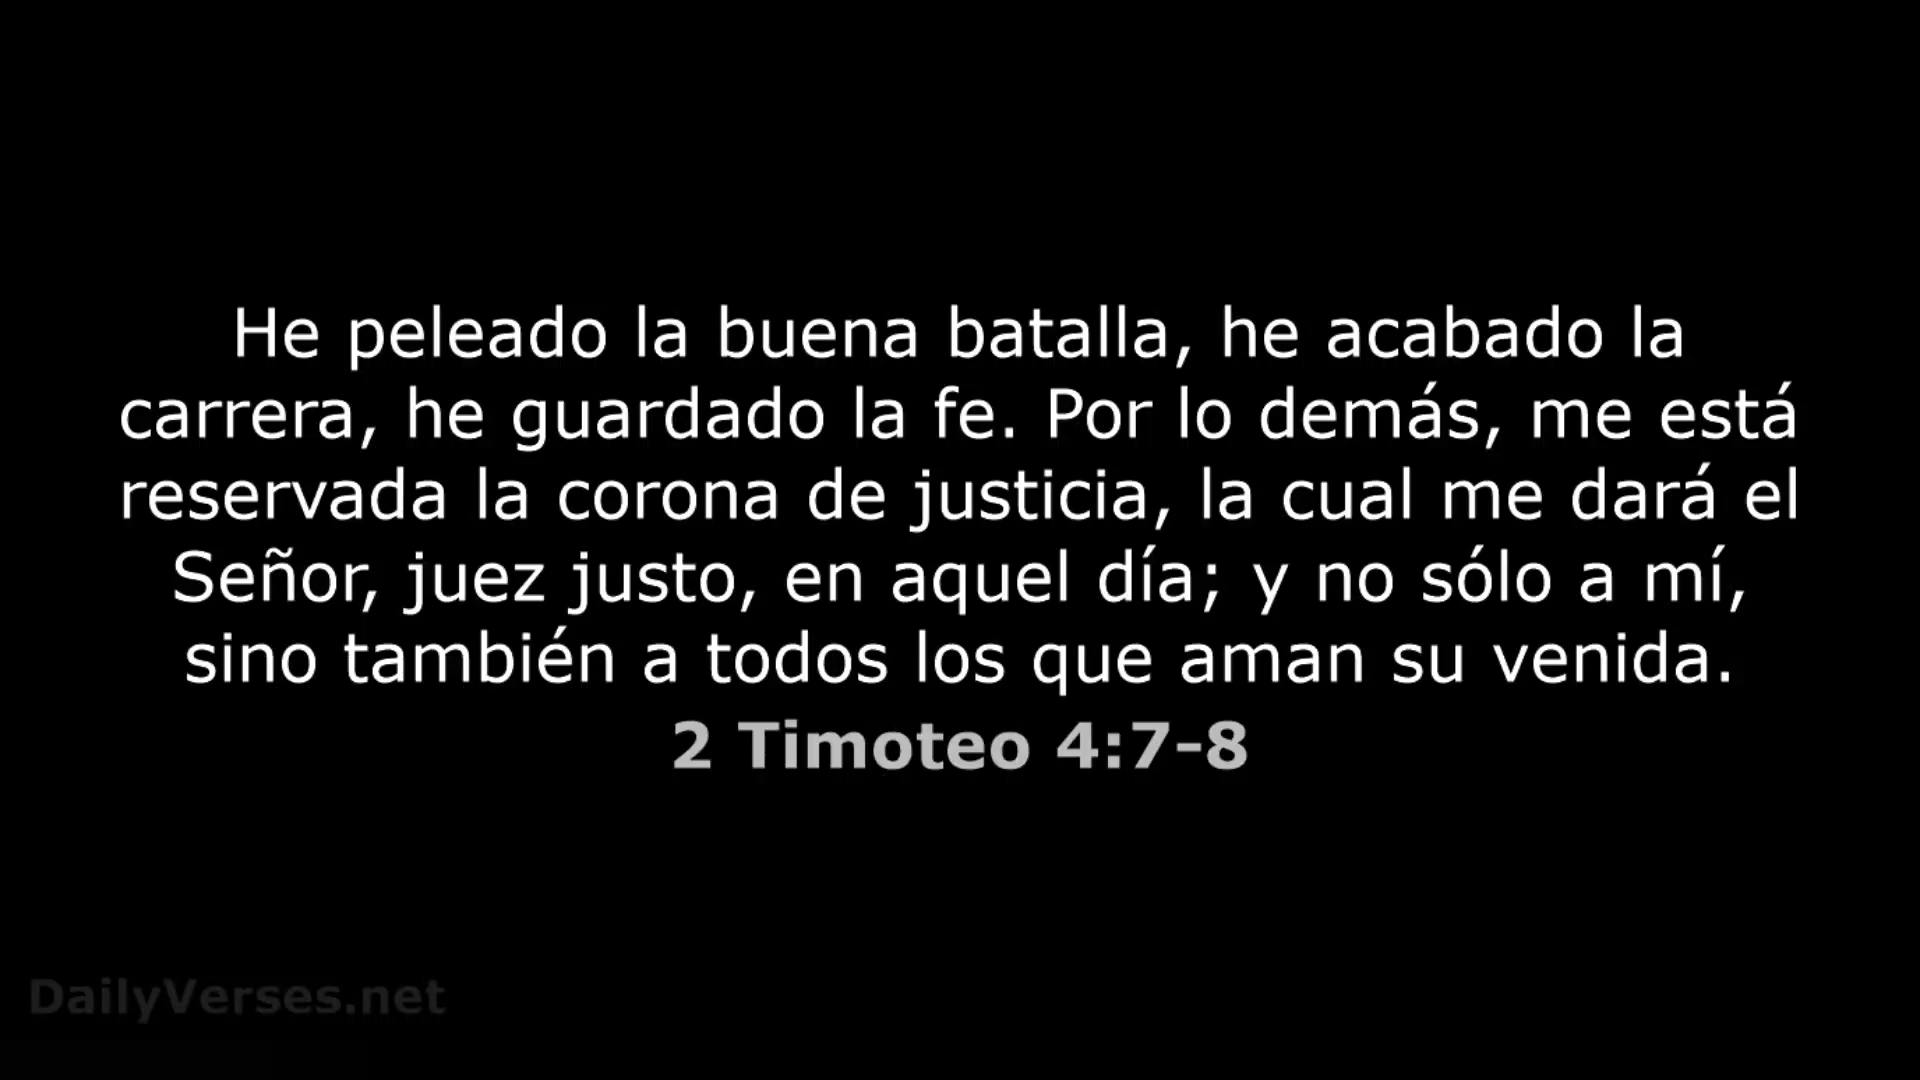 He peleado la buena batalla, he acabado la
carrera, he guardado la fe. Por lo demás, me está
reservada la corona de justicia, la cual me dará el
Señor, juez justo, en aquel día; y no sólo a mí,
sino también a todos los que aman su venida.
2 Timoteo 4:7-8
DailyVerses.net